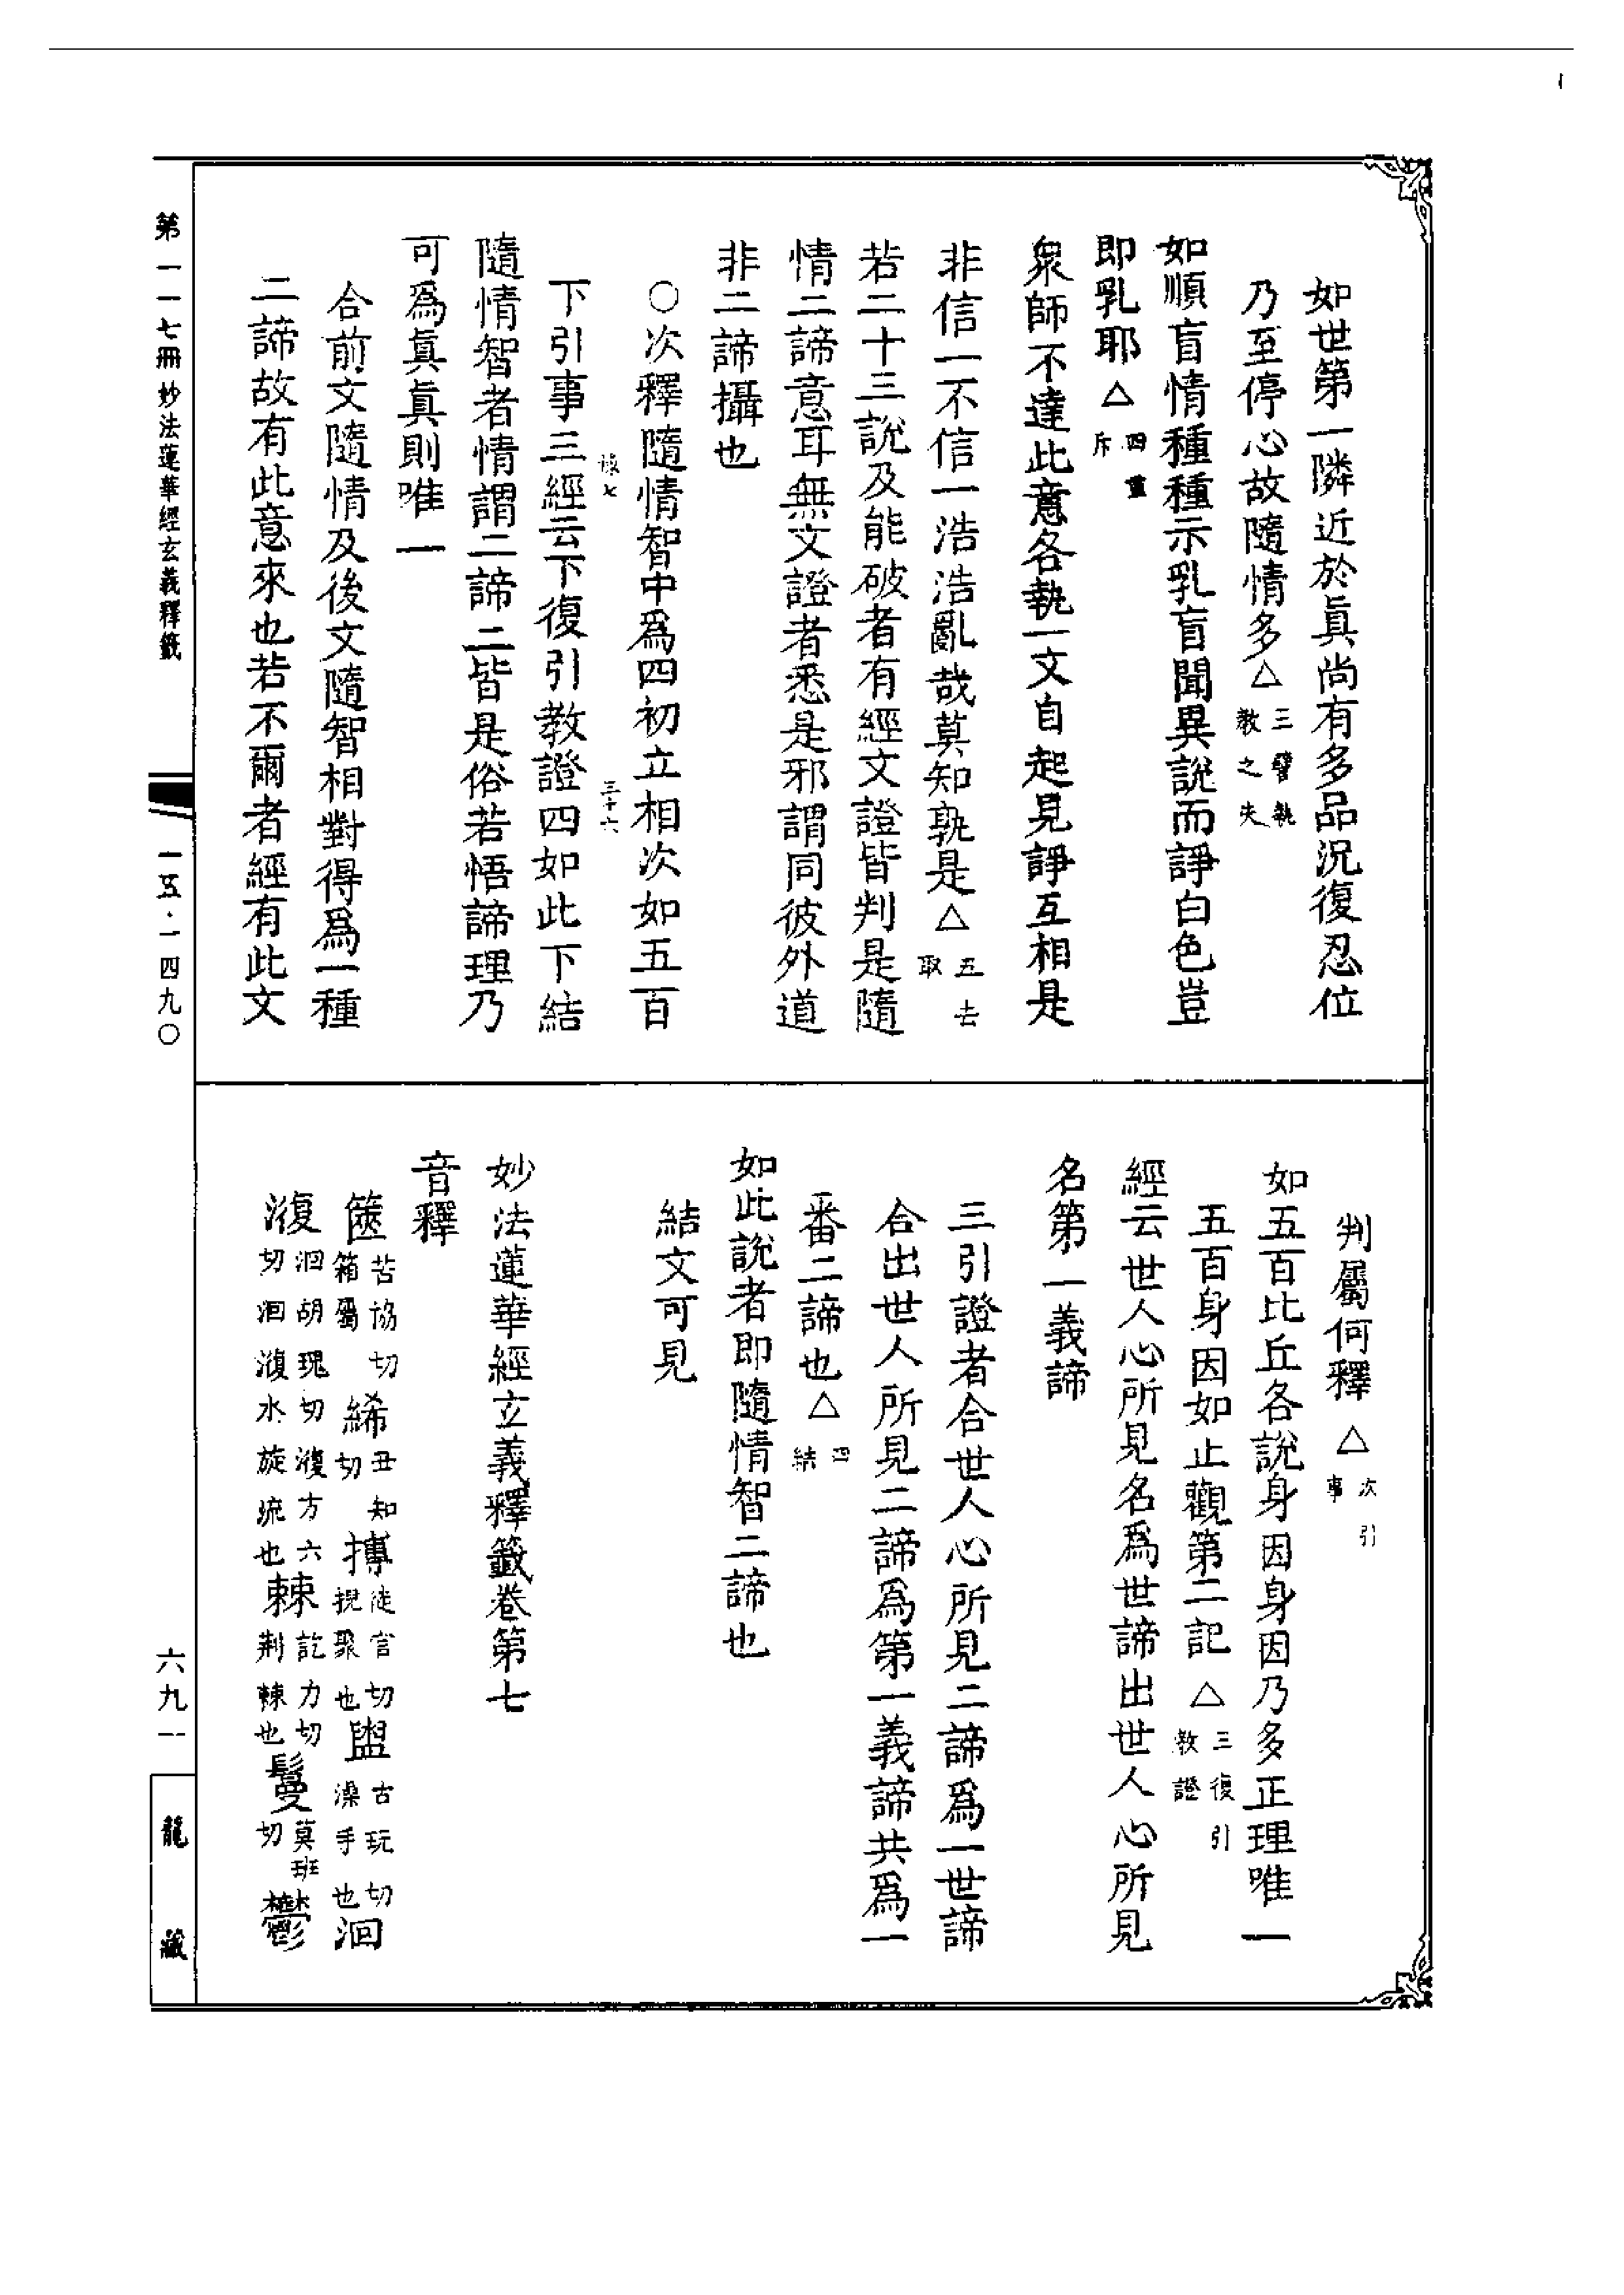 如世第一隣近於眞尚有多品況復忍位
乃至停心故隨情多△三譬執教之失
如順盲情種種示乳盲聞異說而諍白色豈
即乳耶△四重斥
衆師不達此意各執一文自起見諍互相是
非信一不信一浩浩亂哉莫知孰是△五去取
若二十三說及能破者有經文證皆判是隨
情二諦意耳無文證者悉是邪謂同彼外道
非二諦攝也
○次釋隨情智中爲四初立相次如五百
三十六
下引事三經云下復引教證四如此下結
隨情智者情謂二諦二皆是俗若悟諦理乃
可爲眞眞則唯一
合前文隨情及後文隨智相對得爲一種
二諦故有此意來也若不爾者經有此文
第一一七冊 妙法蓮華經玄義釋籤
一五·一四九〇
判屬何釋△次引事
如五百比丘各說身因身因乃多正理唯一
五百身因如止觀第二記△三復引教證
經云世人心所見名爲世諦出世人心所見
名第一義諦
三引證者合世人心所見二諦爲一世諦
合出世人所見二諦爲第一義諦共爲一
番二諦也△四結
如此說者即隨情智二諦也
結文可見
妙法蓮華經立義釋籤卷第七
音釋
篋苦協切箱屬 絺丑知切 摶徒官切捝聚也 盥古玩切澡手也 洄
澓洄胡瑰切澓方六切洄澓水旋流也 棘訖力切荆棘也 鬘莫班切 鬱
六九一
龍藏